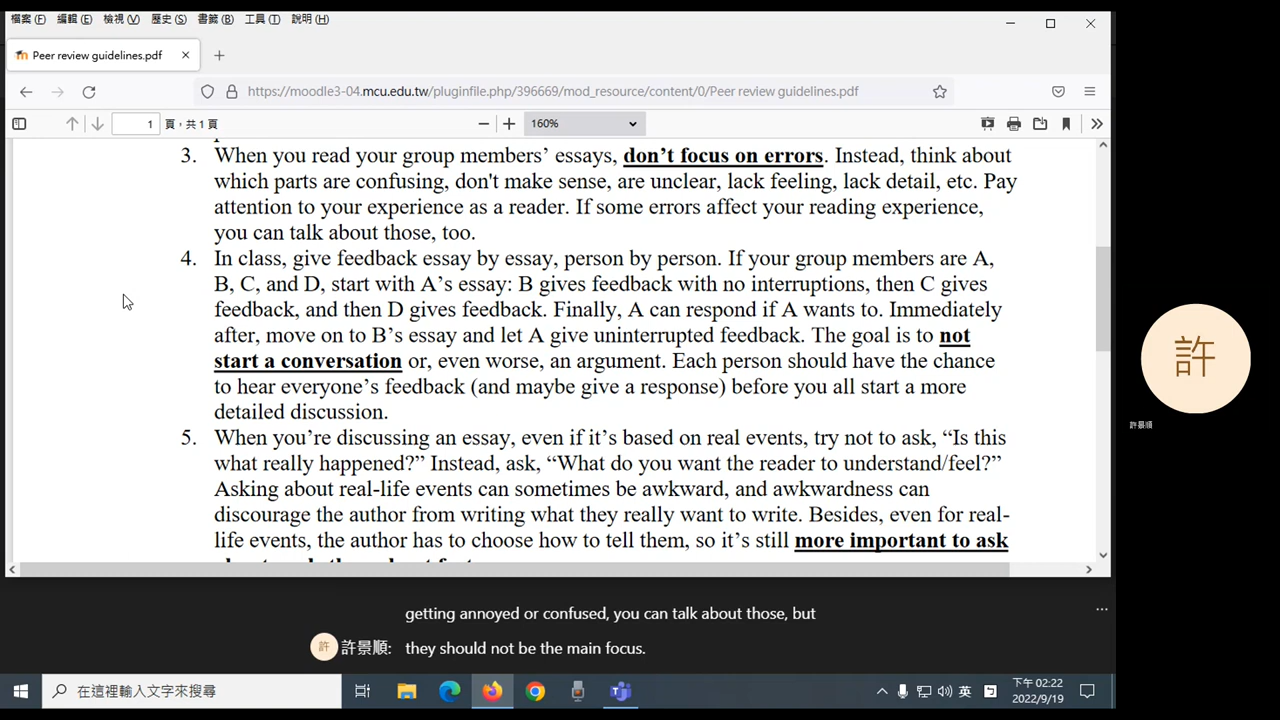 檔案(F) 編輯(E) 檢視(V) 歷史(S) 書籤(B) 工具(T) 說明(H)
Peer review guidelines.pdf
https://moodle3-04.mcu.edu.tw/pluginfile.php/396669/mod_resource/content/0/Peer review guidelines.pdf
1 頁，共 1 頁
160%
3. When you read your group members’ essays, don’t focus on errors. Instead, think about
which parts are confusing, don't make sense, are unclear, lack feeling, lack detail, etc. Pay
attention to your experience as a reader. If some errors affect your reading experience,
you can talk about those, too.
4. In class, give feedback essay by essay, person by person. If your group members are A,
B, C, and D, start with A’s essay: B gives feedback with no interruptions, then C gives
feedback, and then D gives feedback. Finally, A can respond if A wants to. Immediately
after, move on to B’s essay and let A give uninterrupted feedback. The goal is to not
start a conversation or, even worse, an argument. Each person should have the chance
to hear everyone’s feedback (and maybe give a response) before you all start a more
detailed discussion.
5. When you’re discussing an essay, even if it’s based on real events, try not to ask, “Is this
what really happened?” Instead, ask, “What do you want the reader to understand/feel?”
Asking about real-life events can sometimes be awkward, and awkwardness can
discourage the author from writing what they really want to write. Besides, even for real-
life events, the author has to choose how to tell them, so it’s still more important to ask
許
許景順
getting annoyed or confused, you can talk about those, but
許 許景順: they should not be the main focus.
在這裡輸入文字來搜尋
英
下午 02:22
2022/9/19